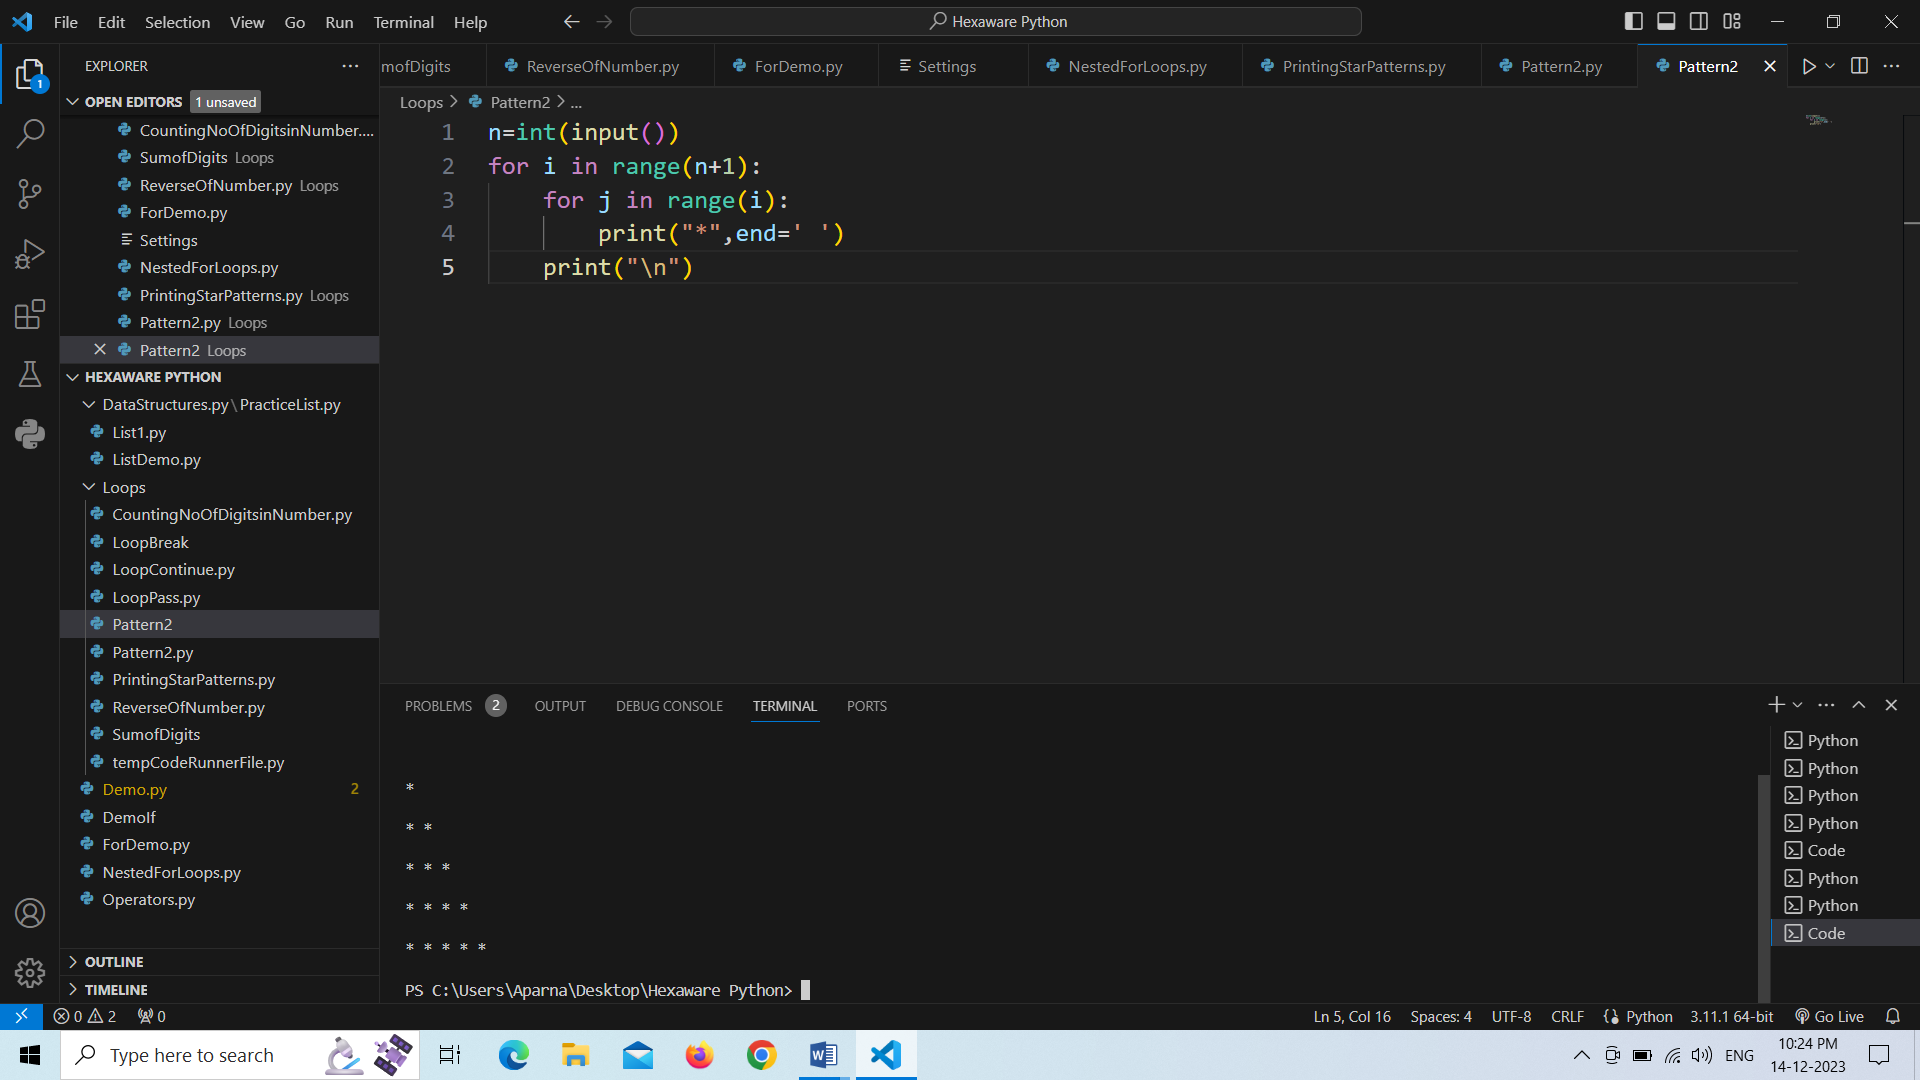 File Edit Selection View Go Run Terminal Help
Hexaware Python
EXPLORER
OPEN EDITORS 1 unsaved
CountingNoOfDigitsinNumber....
SumofDigits Loops
ReverseOfNumber.py Loops
ForDemo.py
Settings
NestedForLoops.py
PrintingStarPatterns.py Loops
Pattern2.py Loops
Pattern2 Loops
HEXAWARE PYTHON
DataStructures.py\PracticeList.py
List1.py
ListDemo.py
Loops
CountingNoOfDigitsinNumber.py
LoopBreak
LoopContinue.py
LoopPass.py
Pattern2
Pattern2.py
PrintingStarPatterns.py
ReverseOfNumber.py
SumofDigits
tempCodeRunnerFile.py
Demo.py 2
DemoIf
ForDemo.py
NestedForLoops.py
Operators.py
OUTLINE
TIMELINE
1
mofDigits ReverseOfNumber.py ForDemo.py Settings NestedForLoops.py PrintingStarPatterns.py Pattern2.py Pattern2
Loops > Pattern2 > ...
1 n=int(input())
2 for i in range(n+1):
3     for j in range(i):
4         print("*",end=' ')
5     print("\n")
PROBLEMS 2 OUTPUT DEBUG CONSOLE TERMINAL PORTS
*
* *
* * *
* * * *
* * * * *
PS C:\Users\Aparna\Desktop\Hexaware Python>
Python
Python
Python
Python
Code
Python
Python
Code
0 2 0 Ln 5, Col 16 Spaces: 4 UTF-8 CRLF Python 3.11.1 64-bit Go Live
Type here to search
ENG
10:24 PM
14-12-2023